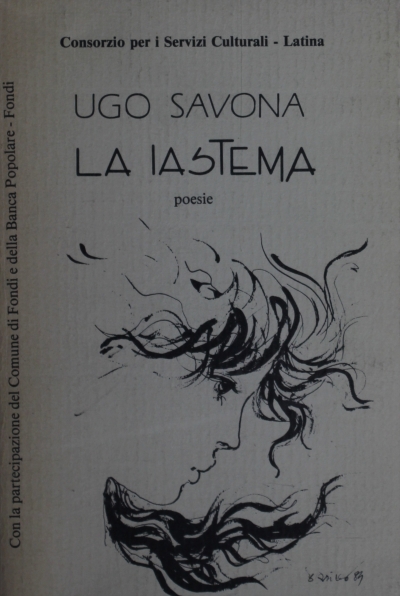 Consorzio per i Servizi Culturali - Latina
UGO SAVONA
LA IASTEMA
poesie
Con la partecipazione del Comune di Fondi e della Banca Popolare - Fondi